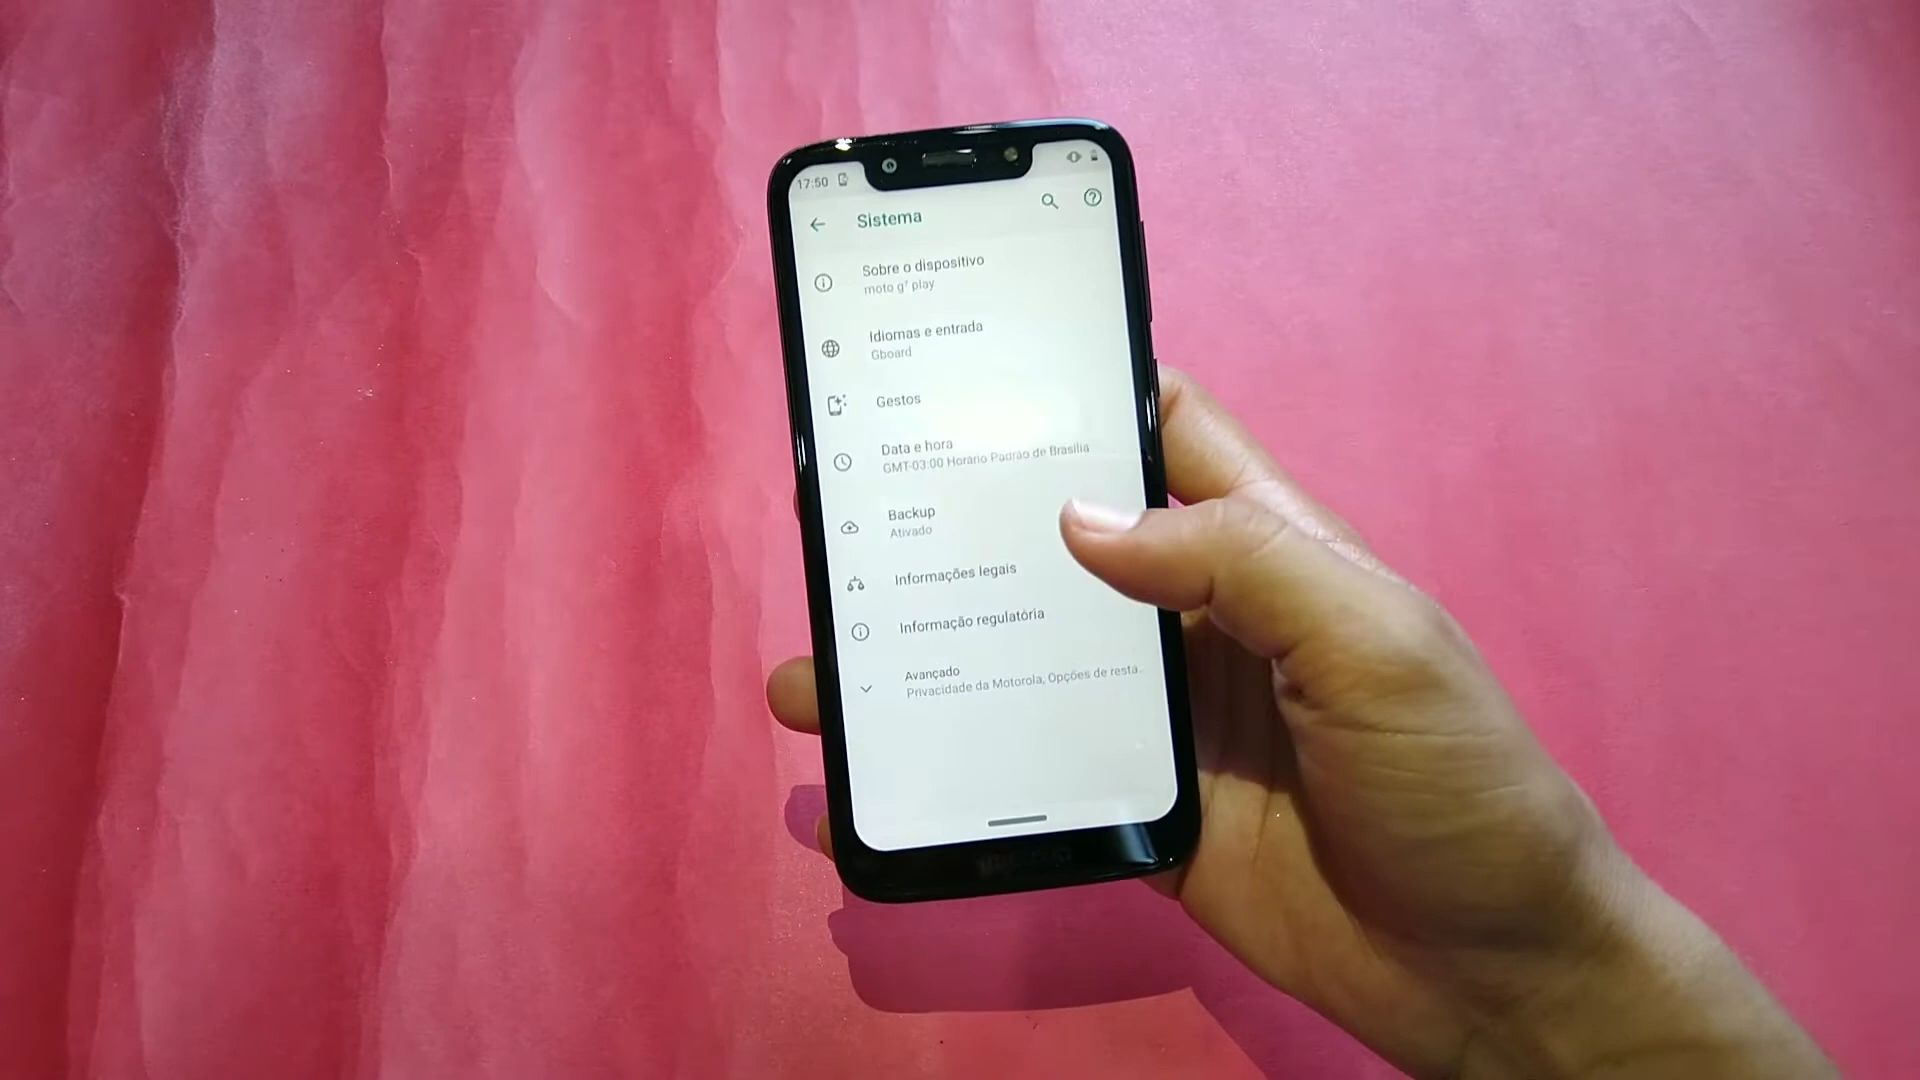 17:50
Sistema
Sobre o dispositivo
moto g⁷ play
Idiomas e entrada
Gboard
Gestos
Data e hora
GMT-03:00 Horário Padrão de Brasília
Backup
Ativado
Informações legais
Informação regulatória
Avançado
Privacidade da Motorola, Opções de resta..